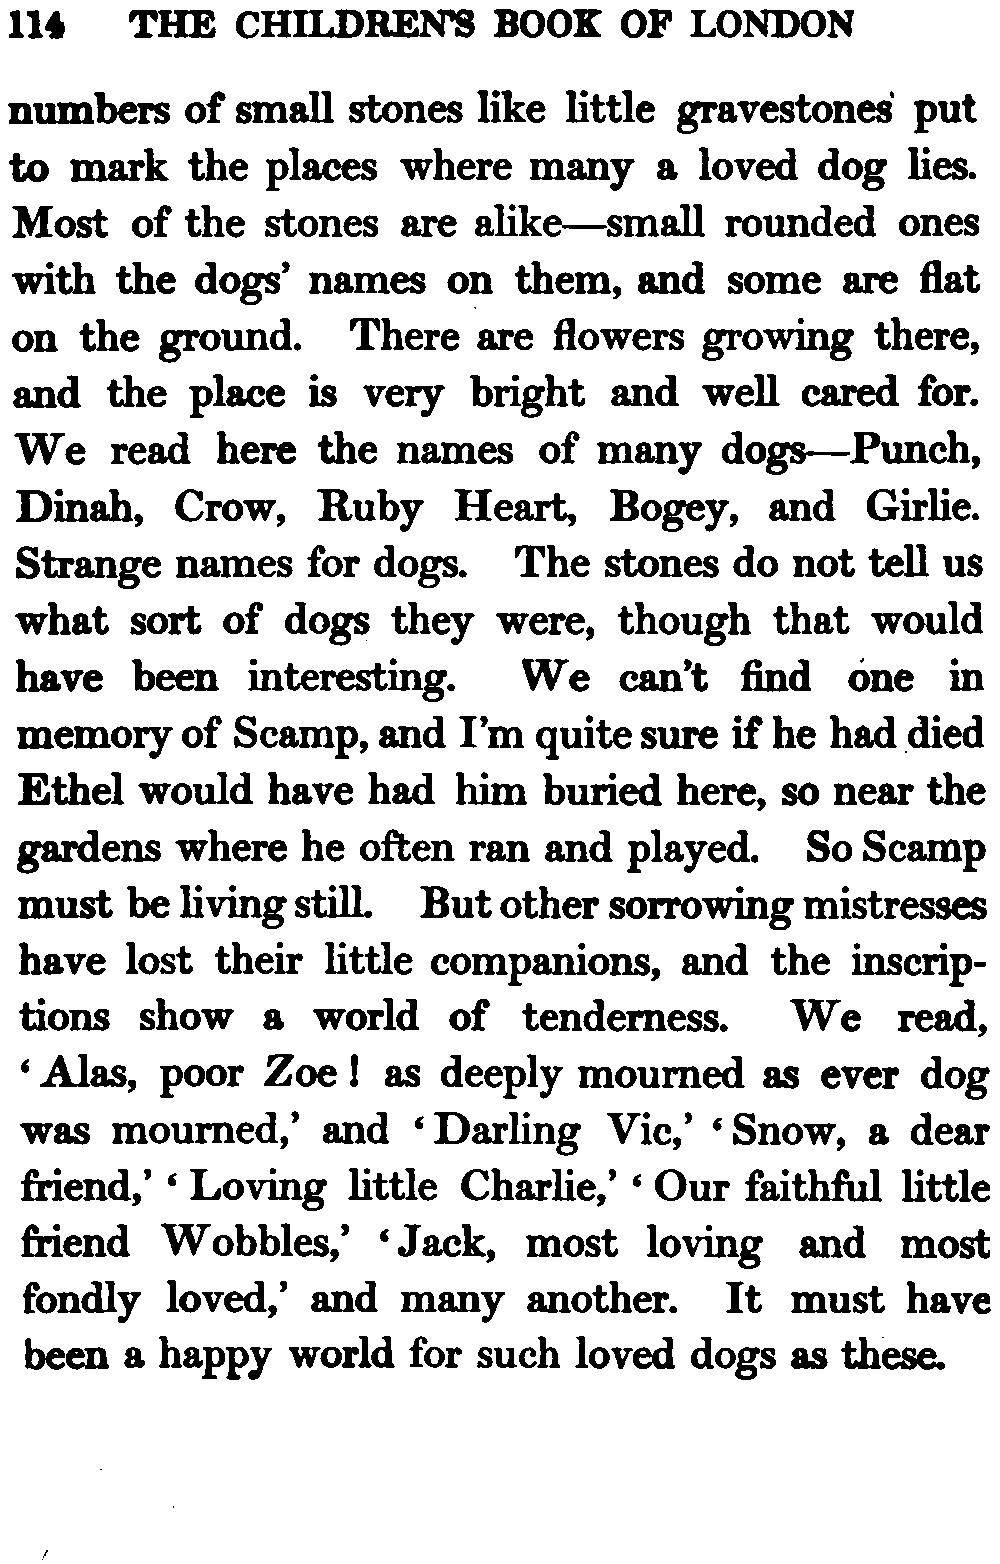 114 THE CHILDREN'S BOOK OF LONDON
numbers of small stones like little gravestones put
to mark the places where many a loved dog lies.
Most of the stones are alike—small rounded ones
with the dogs' names on them, and some are flat
on the ground. There are flowers growing there,
and the place is very bright and well cared for.
We read here the names of many dogs—Punch,
Dinah, Crow, Ruby Heart, Bogey, and Girlie.
Strange names for dogs. The stones do not tell us
what sort of dogs they were, though that would
have been interesting. We can't find one in
memory of Scamp, and I'm quite sure if he had died
Ethel would have had him buried here, so near the
gardens where he often ran and played. So Scamp
must be living still. But other sorrowing mistresses
have lost their little companions, and the inscrip-
tions show a world of tenderness. We read,
‘Alas, poor Zoe! as deeply mourned as ever dog
was mourned,’ and ‘Darling Vic,’ ‘Snow, a dear
friend,’ ‘Loving little Charlie,’ ‘Our faithful little
friend Wobbles,’ ‘Jack, most loving and most
fondly loved,’ and many another. It must have
been a happy world for such loved dogs as these.